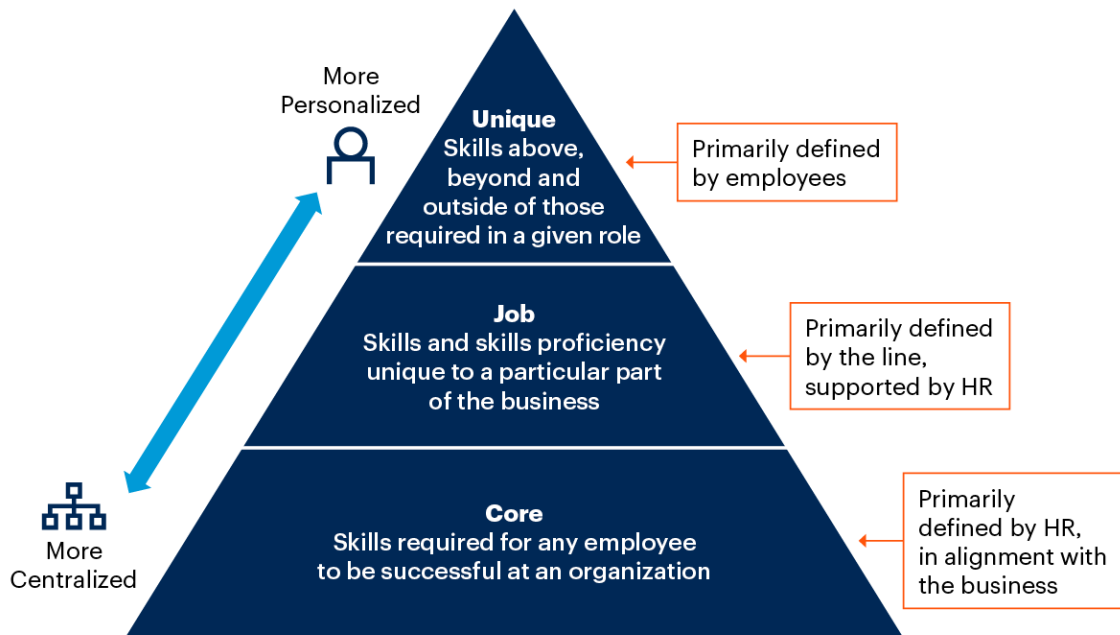 More
Personalized
Unique
Skills above,
beyond and
outside of those
required in a given role
Primarily defined
by employees
Job
Skills and skills proficiency
unique to a particular part
of the business
Primarily defined
by the line,
supported by HR
Core
Skills required for any employee
to be successful at an organization
Primarily
defined by HR,
in alignment with
the business
More
Centralized